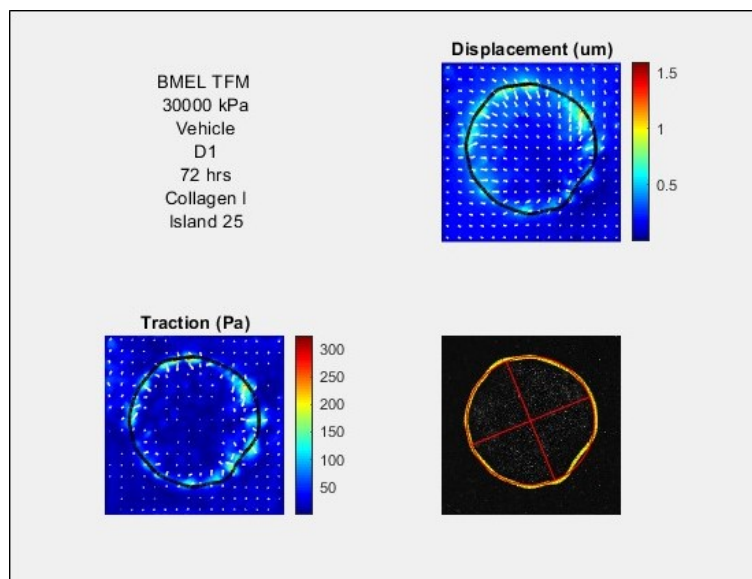 BMEL TFM
30000 kPa
Vehicle
D1
72 hrs
Collagen I
Island 25
Displacement (um)
1.5
1
0.5
Traction (Pa)
300
250
200
150
100
50